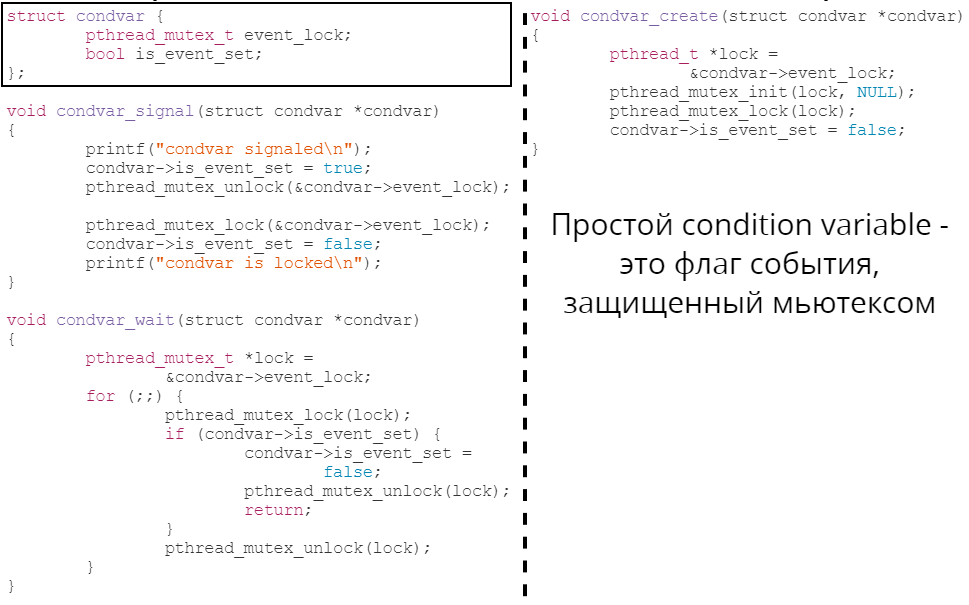 struct condvar {
        pthread_mutex_t event_lock;
        bool is_event_set;
};

void condvar_signal(struct condvar *condvar)
{
        printf("condvar signaled\n");
        condvar->is_event_set = true;
        pthread_mutex_unlock(&condvar->event_lock);

        pthread_mutex_lock(&condvar->event_lock);
        condvar->is_event_set = false;
        printf("condvar is locked\n");
}

void condvar_wait(struct condvar *condvar)
{
        pthread_mutex_t *lock =
                &condvar->event_lock;
        for (;;) {
                pthread_mutex_lock(lock);
                if (condvar->is_event_set) {
                        condvar->is_event_set =
                                false;
                        pthread_mutex_unlock(lock);
                        return;
                }
                pthread_mutex_unlock(lock);
        }
}

void condvar_create(struct condvar *condvar)
{
        pthread_t *lock =
                &condvar->event_lock;
        pthread_mutex_init(lock, NULL);
        pthread_mutex_lock(lock);
        condvar->is_event_set = false;
}

Простой condition variable -
это флаг события,
защищенный мьютексом